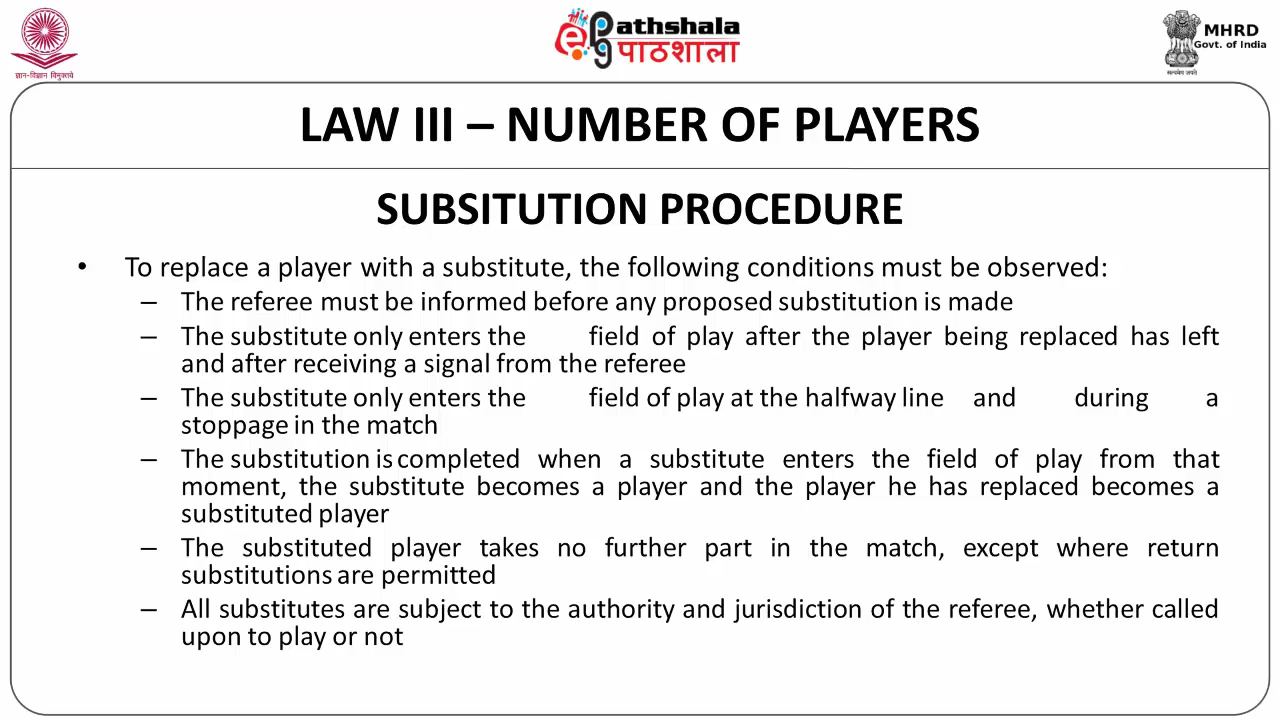 ज्ञान-विज्ञान विमुक्तये
ePathshala
पाठशाला
सत्यमेव जयते
MHRD
Govt. of India
LAW III – NUMBER OF PLAYERS
SUBSITUTION PROCEDURE
• To replace a player with a substitute, the following conditions must be observed:
– The referee must be informed before any proposed substitution is made
– The substitute only enters the field of play after the player being replaced has left
and after receiving a signal from the referee
– The substitute only enters the field of play at the halfway line and during a
stoppage in the match
– The substitution is completed when a substitute enters the field of play from that
moment, the substitute becomes a player and the player he has replaced becomes a
substituted player
– The substituted player takes no further part in the match, except where return
substitutions are permitted
– All substitutes are subject to the authority and jurisdiction of the referee, whether called
upon to play or not